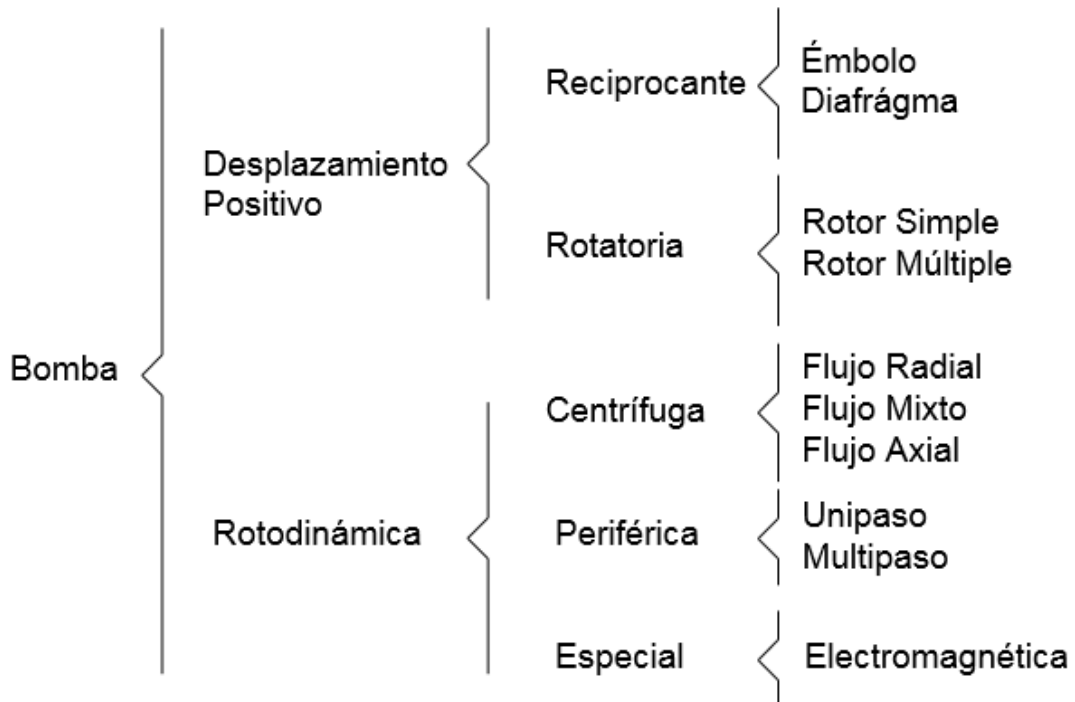 Bomba
Desplazamiento
Positivo
Reciprocante
Émbolo
Diafrágma
Rotatoria
Rotor Simple
Rotor Múltiple
Rotodinámica
Centrífuga
Flujo Radial
Flujo Mixto
Flujo Axial
Periférica
Unipaso
Multipaso
Especial
Electromagnética